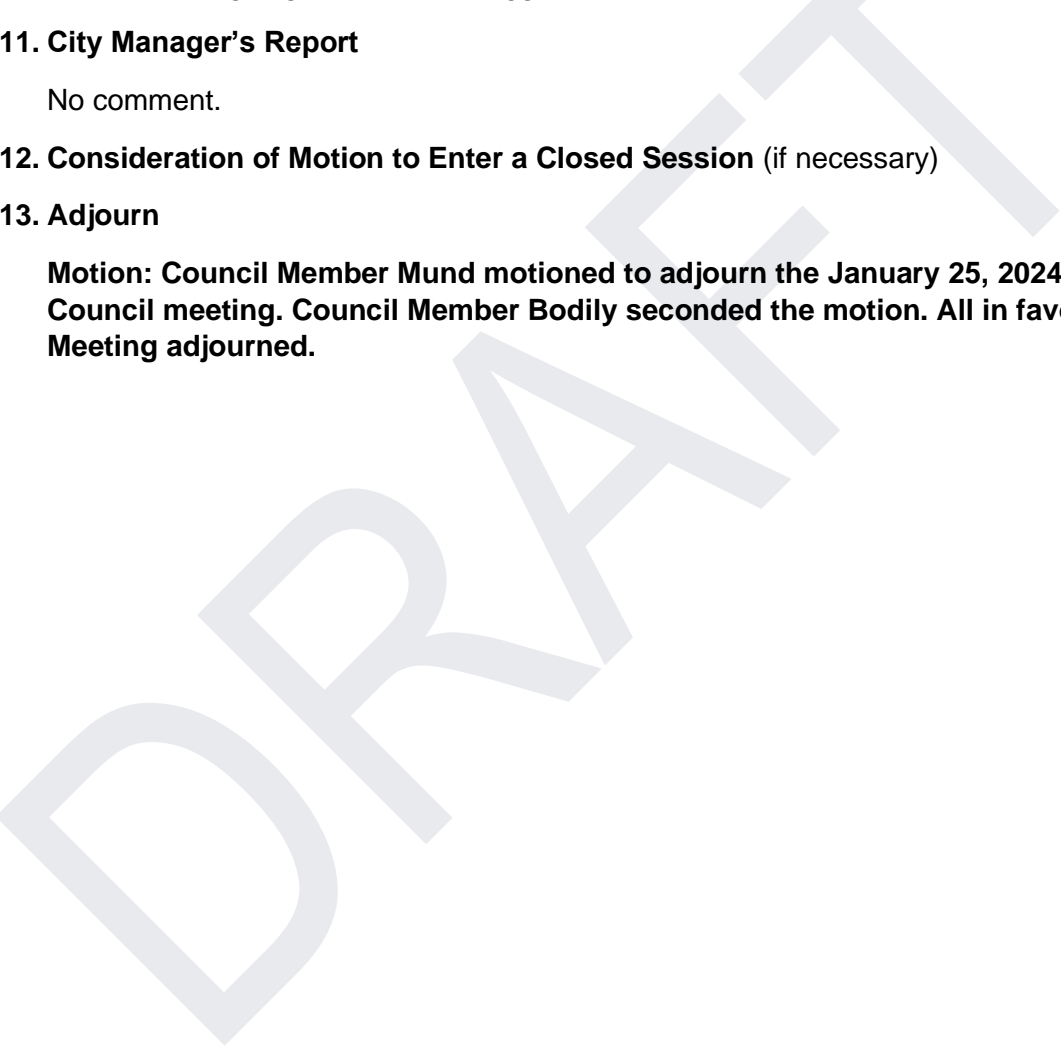 11. City Manager’s Report
No comment.
12. Consideration of Motion to Enter a Closed Session (if necessary)
13. Adjourn
Motion: Council Member Mund motioned to adjourn the January 25, 2024
Council meeting. Council Member Bodily seconded the motion. All in
Meeting adjourned.
DRAFT